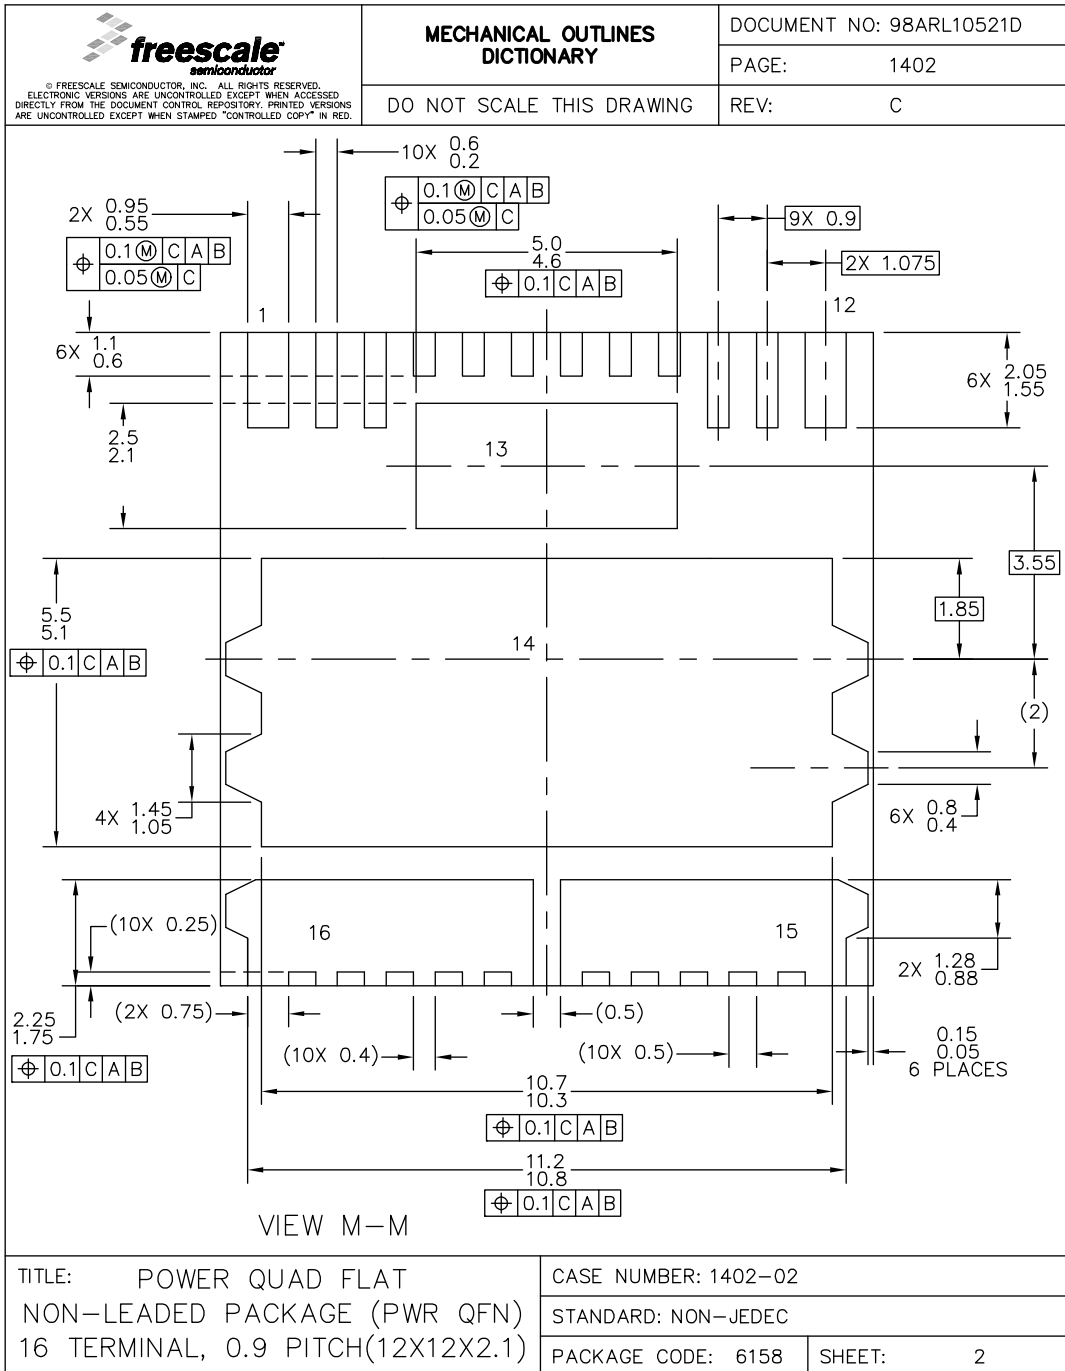 freescale
semiconductor
© FREESCALE SEMICONDUCTOR, INC. ALL RIGHTS RESERVED.
ELECTRONIC VERSIONS ARE UNCONTROLLED EXCEPT WHEN ACCESSED
DIRECTLY FROM THE DOCUMENT CONTROL REPOSITORY. PRINTED VERSIONS
ARE UNCONTROLLED EXCEPT WHEN STAMPED "CONTROLLED COPY" IN RED.
MECHANICAL OUTLINES
DICTIONARY
DO NOT SCALE THIS DRAWING
DOCUMENT NO: 98ARL10521D
PAGE: 1402
REV: C
10X 0.6
0.2
⌖ 0.1 Ⓜ C A B
0.05 Ⓜ C
2X 0.95
0.55
⌖ 0.1 Ⓜ C A B
0.05 Ⓜ C
5.0
4.6
⌖ 0.1 C A B
9X 0.9
2X 1.075
1
12
6X 1.1
0.6
6X 2.05
1.55
2.5
2.1
13
3.55
1.85
5.5
5.1
⌖ 0.1 C A B
14
(2)
4X 1.45
1.05
6X 0.8
0.4
(10X 0.25)
16
15
2X 1.28
0.88
2.25
1.75
⌖ 0.1 C A B
(2X 0.75)
(0.5)
(10X 0.4)
(10X 0.5)
0.15
0.05
6 PLACES
10.7
10.3
⌖ 0.1 C A B
11.2
10.8
⌖ 0.1 C A B
VIEW M-M
TITLE: POWER QUAD FLAT
NON-LEADED PACKAGE (PWR QFN)
16 TERMINAL, 0.9 PITCH(12X12X2.1)
CASE NUMBER: 1402-02
STANDARD: NON-JEDEC
PACKAGE CODE: 6158
SHEET: 2